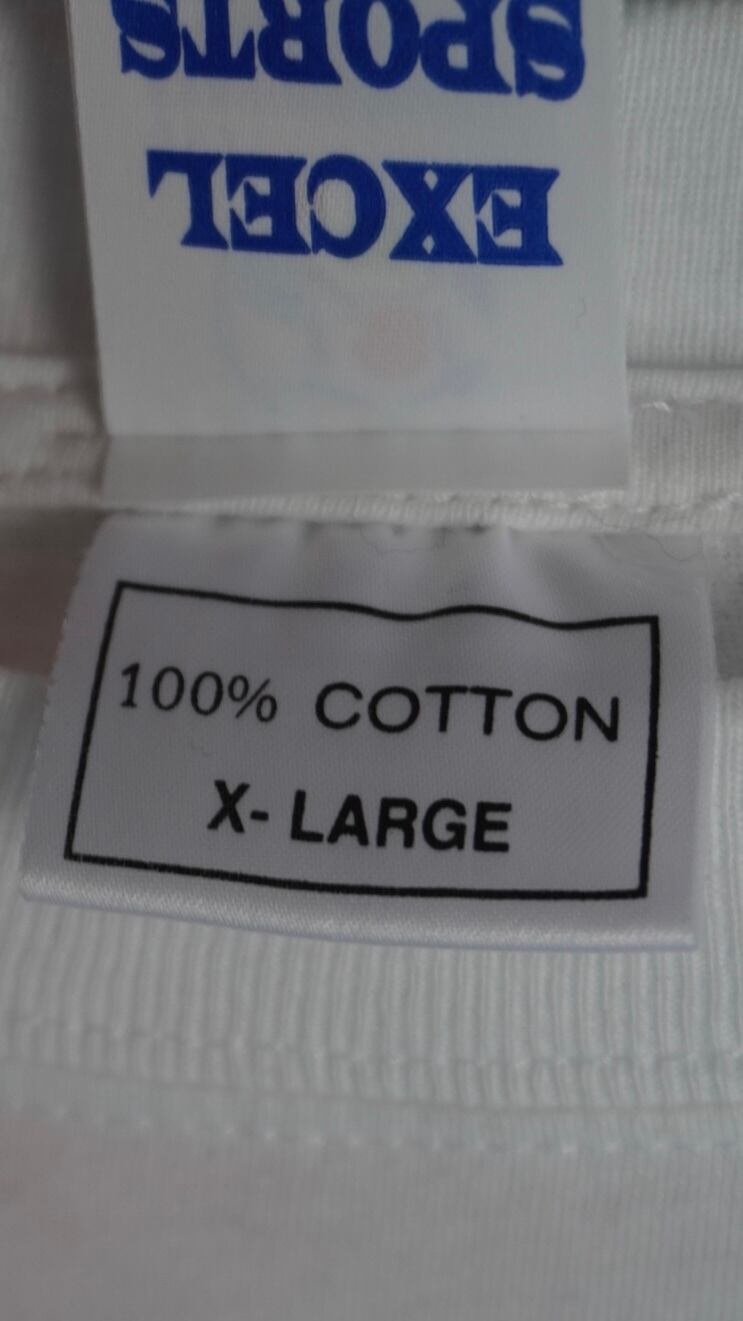 EXCEL
SPORTS
100% COTTON
X- LARGE